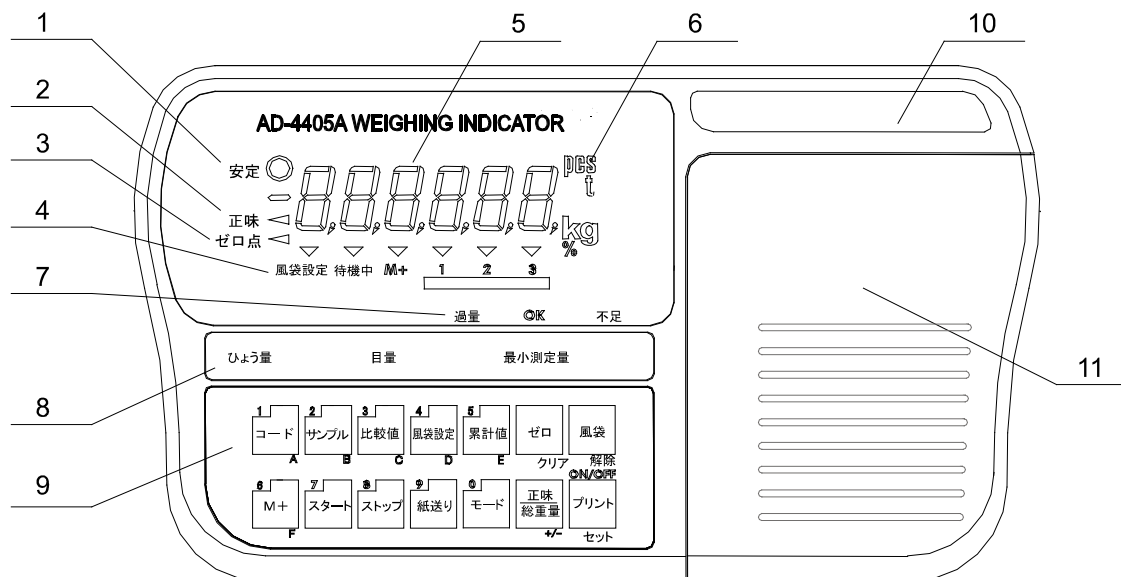 1
5
6
10
2
3
4
7
8
9
11
AD-4405A WEIGHING INDICATOR
安定
pcs
t
正味
ゼロ点
kg
%
風袋設定 待機中 M+ 1 2 3
過量 OK 不足
ひょう量 目量 最小測定量
1 2 3 4 5
コード サンプル 比較値 風袋設定 累計値 ゼロ 風袋
A B C D E クリア 解除
ON/OFF
6 7 8 9 0
M+ スタート ストップ 紙送り モード 正味 プリント
総重量
F +/- セット